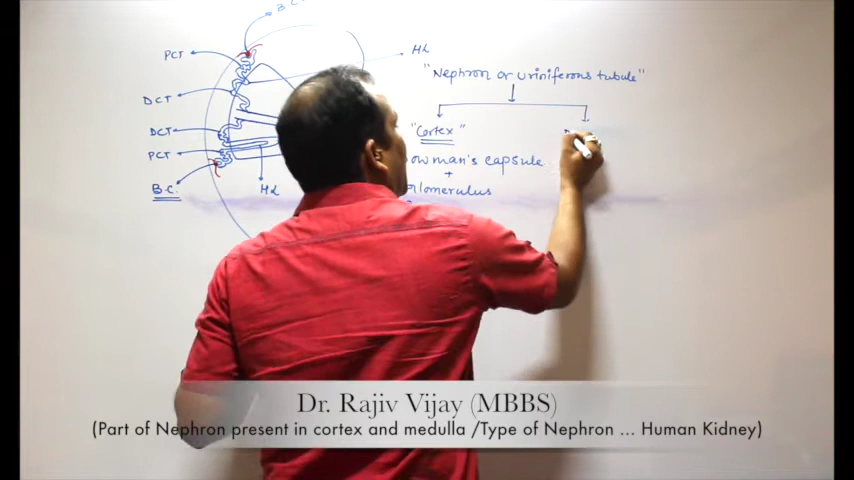 B.C.
PCT
HL
"Nephron or uriniferous tubule"
DCT
"Cortex"
DCT
PCT
owman's capsule
+
B.C.
HL
glomerulus
Dr. Rajiv Vijay (MBBS)
(Part of Nephron present in cortex and medulla /Type of Nephron ... Human Kidney)